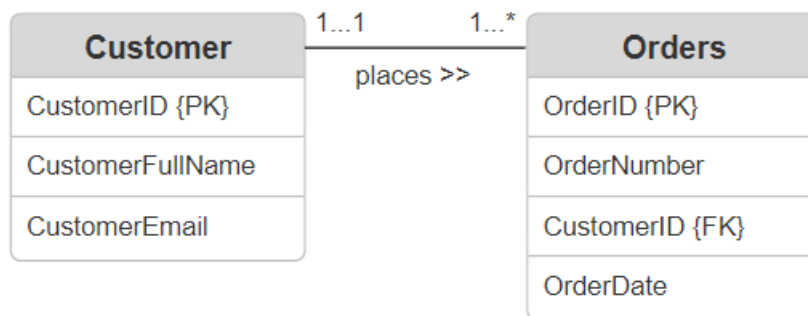 Customer
CustomerID {PK}
CustomerFullName
CustomerEmail
1...1
1...*
places >>
Orders
OrderID {PK}
OrderNumber
CustomerID {FK}
OrderDate